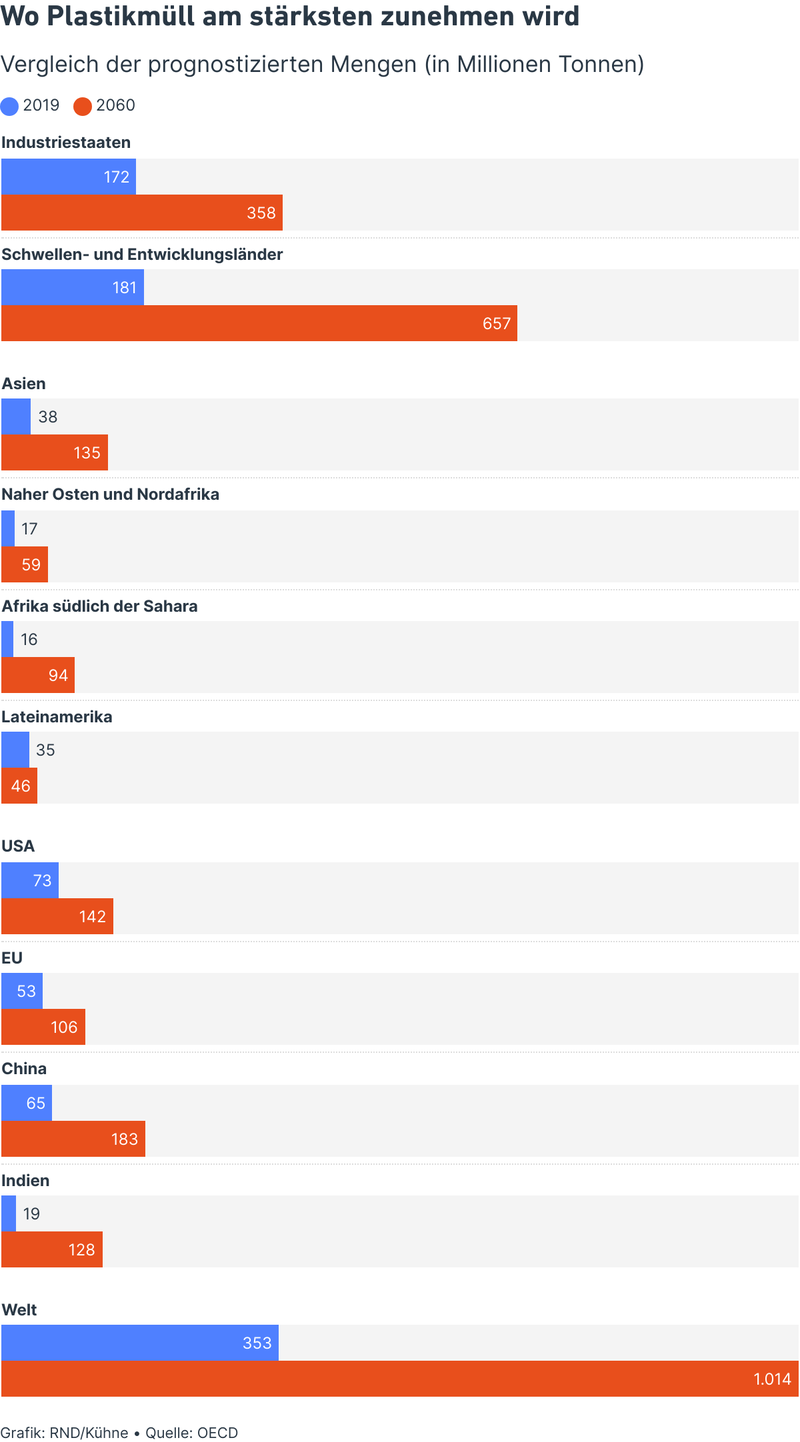 Wo Plastikmüll am stärksten zunehmen wird
Vergleich der prognostizierten Mengen (in Millionen Tonnen)
2019 2060
Industriestaaten
172
358
Schwellen- und Entwicklungsländer
181
657
Asien
38
135
Naher Osten und Nordafrika
17
59
Afrika südlich der Sahara
16
94
Lateinamerika
35
46
USA
73
142
EU
53
106
China
65
183
Indien
19
128
Welt
353
1.014
Grafik: RND/Kühne • Quelle: OECD